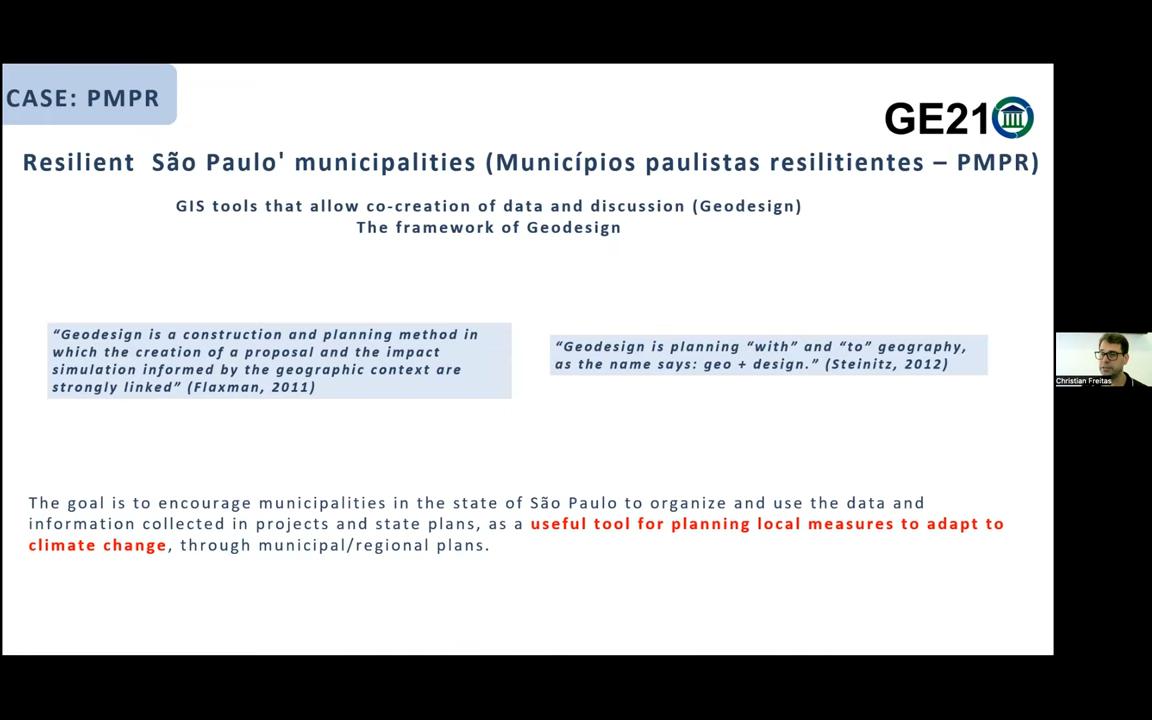 CASE: PMPR
GE21
Resilient São Paulo' municipalities (Municípios paulistas resilitientes – PMPR)
GIS tools that allow co-creation of data and discussion (Geodesign)
The framework of Geodesign
“Geodesign is a construction and planning method in
which the creation of a proposal and the impact
simulation informed by the geographic context are
strongly linked” (Flaxman, 2011)
“Geodesign is planning “with” and “to” geography,
as the name says: geo + design.” (Steinitz, 2012)
Christian Freitas
The goal is to encourage municipalities in the state of São Paulo to organize and use the data and
information collected in projects and state plans, as a useful tool for planning local measures to adapt to
climate change, through municipal/regional plans.